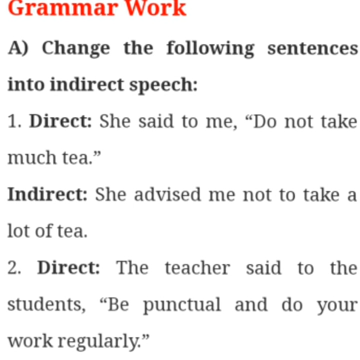 Grammar Work
A) Change the following sentences
into indirect speech:
1. Direct: She said to me, “Do not take
much tea.”
Indirect: She advised me not to take a
lot of tea.
2. Direct: The teacher said to the
students, “Be punctual and do your
work regularly.”